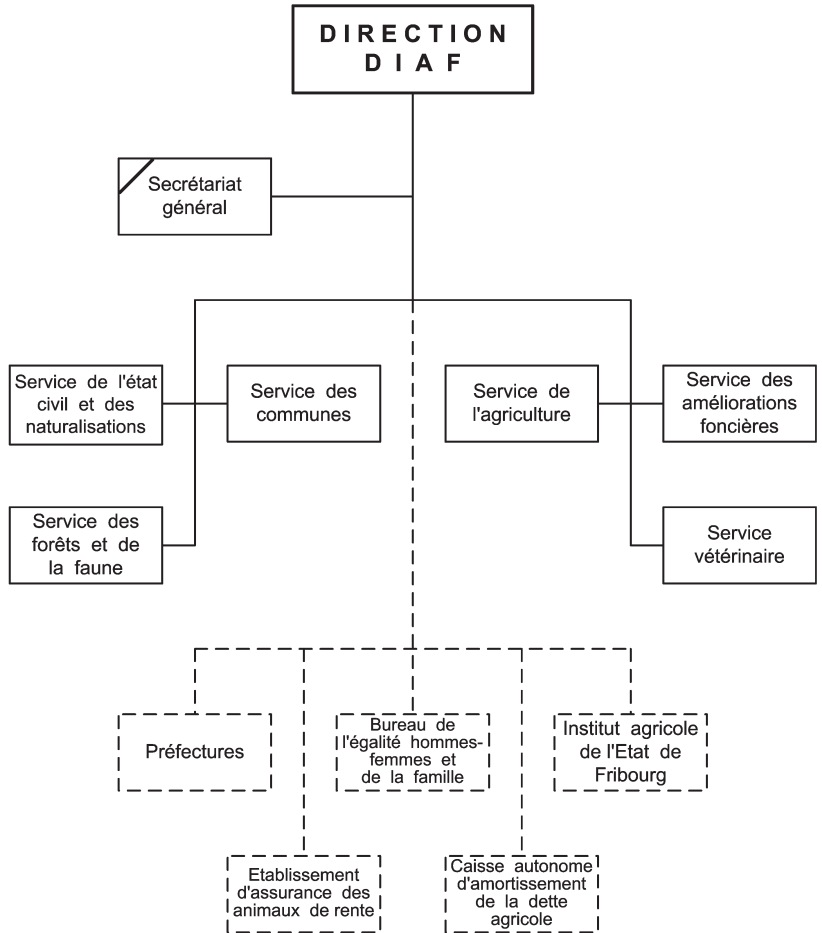 DIRECTION
DIAF
Secrétariat
général
Service de l'état
civil et des
naturalisations
Service des
communes
Service de
l'agriculture
Service des
améliorations
foncières
Service des
forêts et de
la faune
Service
vétérinaire
Préfectures
Bureau de
l'égalité hommes-
femmes et
de la famille
Institut agricole
de l'Etat de
Fribourg
Etablissement
d'assurance des
animaux de rente
Caisse autonome
d'amortissement
de la dette
agricole